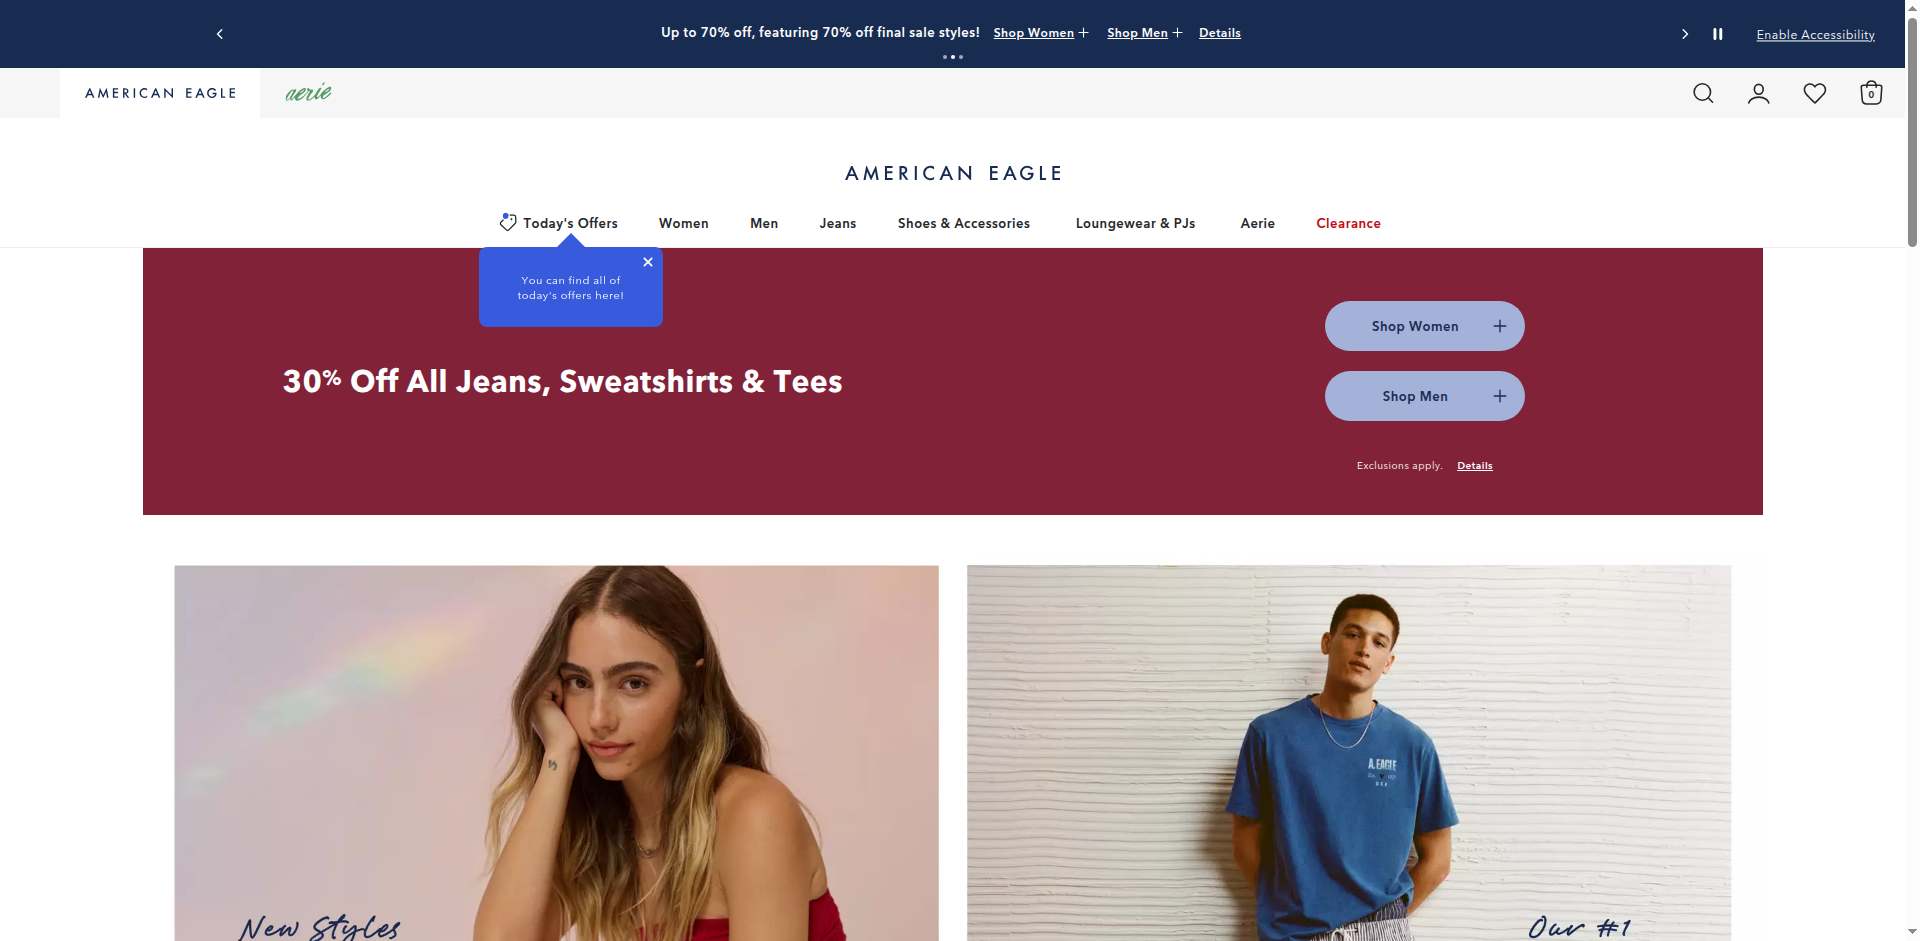 Up to 70% off, featuring 70% off final sale styles! Shop Women Shop Men Details
Enable Accessibility
AMERICAN EAGLE
aerie
0
AMERICAN EAGLE
Today's Offers Women Men Jeans Shoes & Accessories Loungewear & PJs Aerie Clearance
You can find all of
today's offers here!
30% Off All Jeans, Sweatshirts & Tees
Shop Women
Shop Men
Exclusions apply. Details
A.EAGLE
USA
New Styles
Our #1